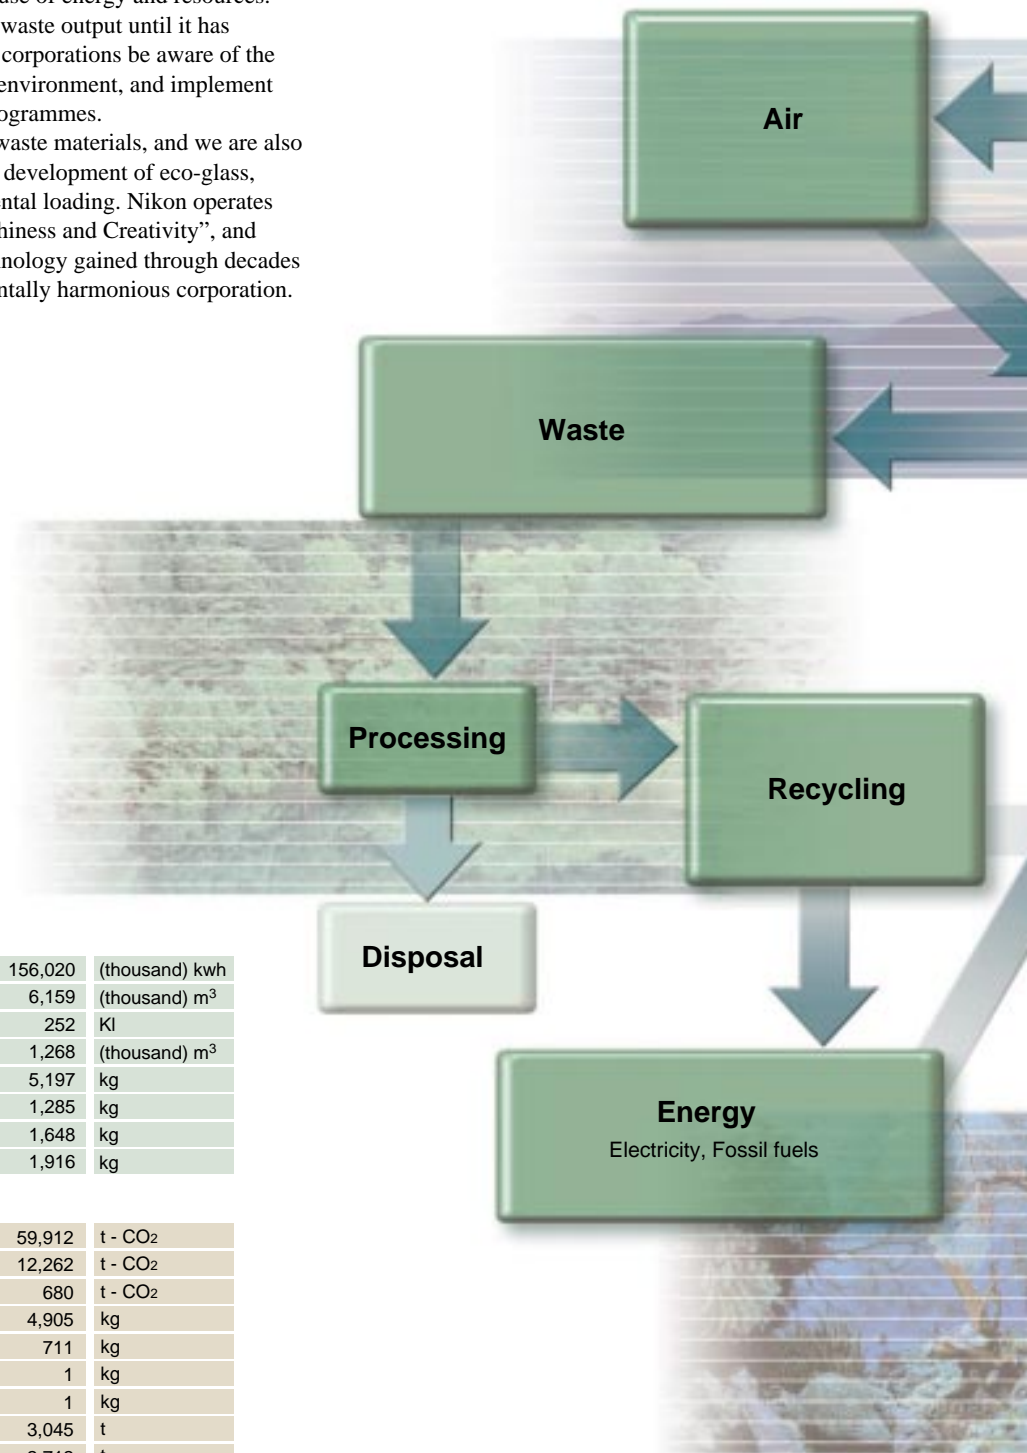 use of energy and resources.
waste output until it has
corporations be aware of the
environment, and implement
ogrammes.
waste materials, and we are also
development of eco-glass,
ental loading. Nikon operates
hiness and Creativity”, and
nology gained through decades
ntally harmonious corporation.
Air
Waste
Processing
Recycling
Disposal
Energy
Electricity, Fossil fuels
156,020 (thousand) kwh
6,159 (thousand) m³
252 Kl
1,268 (thousand) m³
5,197 kg
1,285 kg
1,648 kg
1,916 kg
59,912 t - CO₂
12,262 t - CO₂
680 t - CO₂
4,905 kg
711 kg
1 kg
1 kg
3,045 t